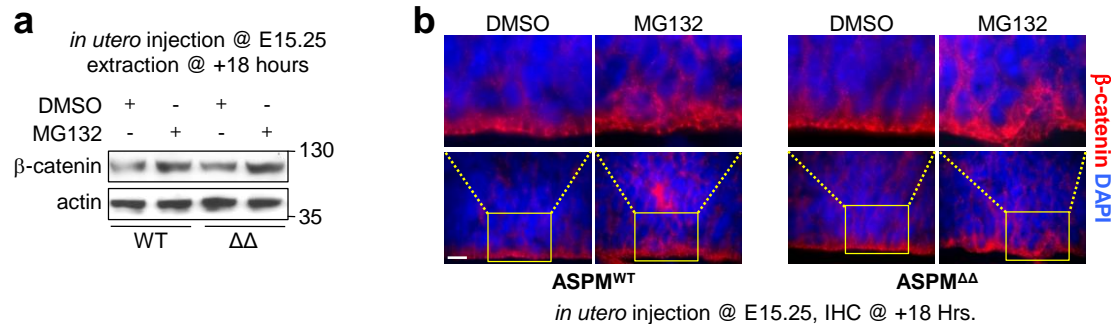 a
in utero injection @ E15.25
extraction @ +18 hours
DMSO + - + -
MG132 - + - +
130
β-catenin
actin
35
WT ΔΔ
b
DMSO MG132 DMSO MG132
β-catenin DAPI
ASPMWT ASPMΔΔ
in utero injection @ E15.25, IHC @ +18 Hrs.